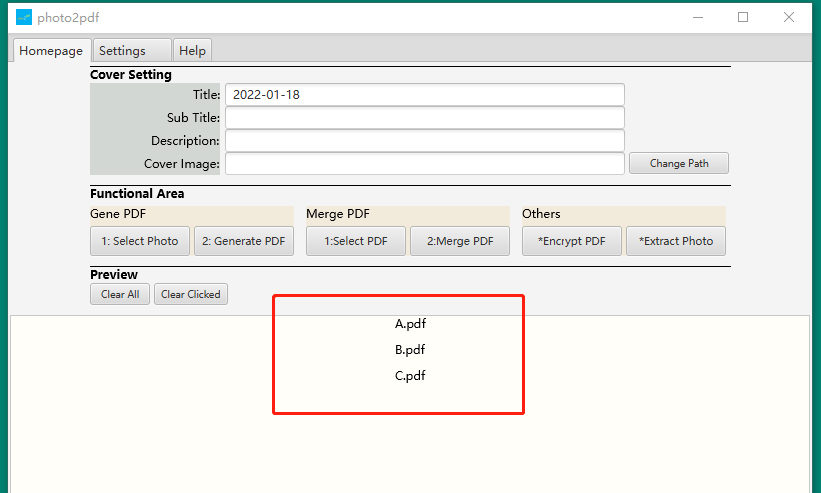 photo2pdf
Homepage Settings Help
Cover Setting
Title: 2022-01-18
Sub Title:
Description:
Cover Image: Change Path
Functional Area
Gene PDF Merge PDF Others
1: Select Photo 2: Generate PDF 1:Select PDF 2:Merge PDF *Encrypt PDF *Extract Photo
Preview
Clear All Clear Clicked
A.pdf
B.pdf
C.pdf